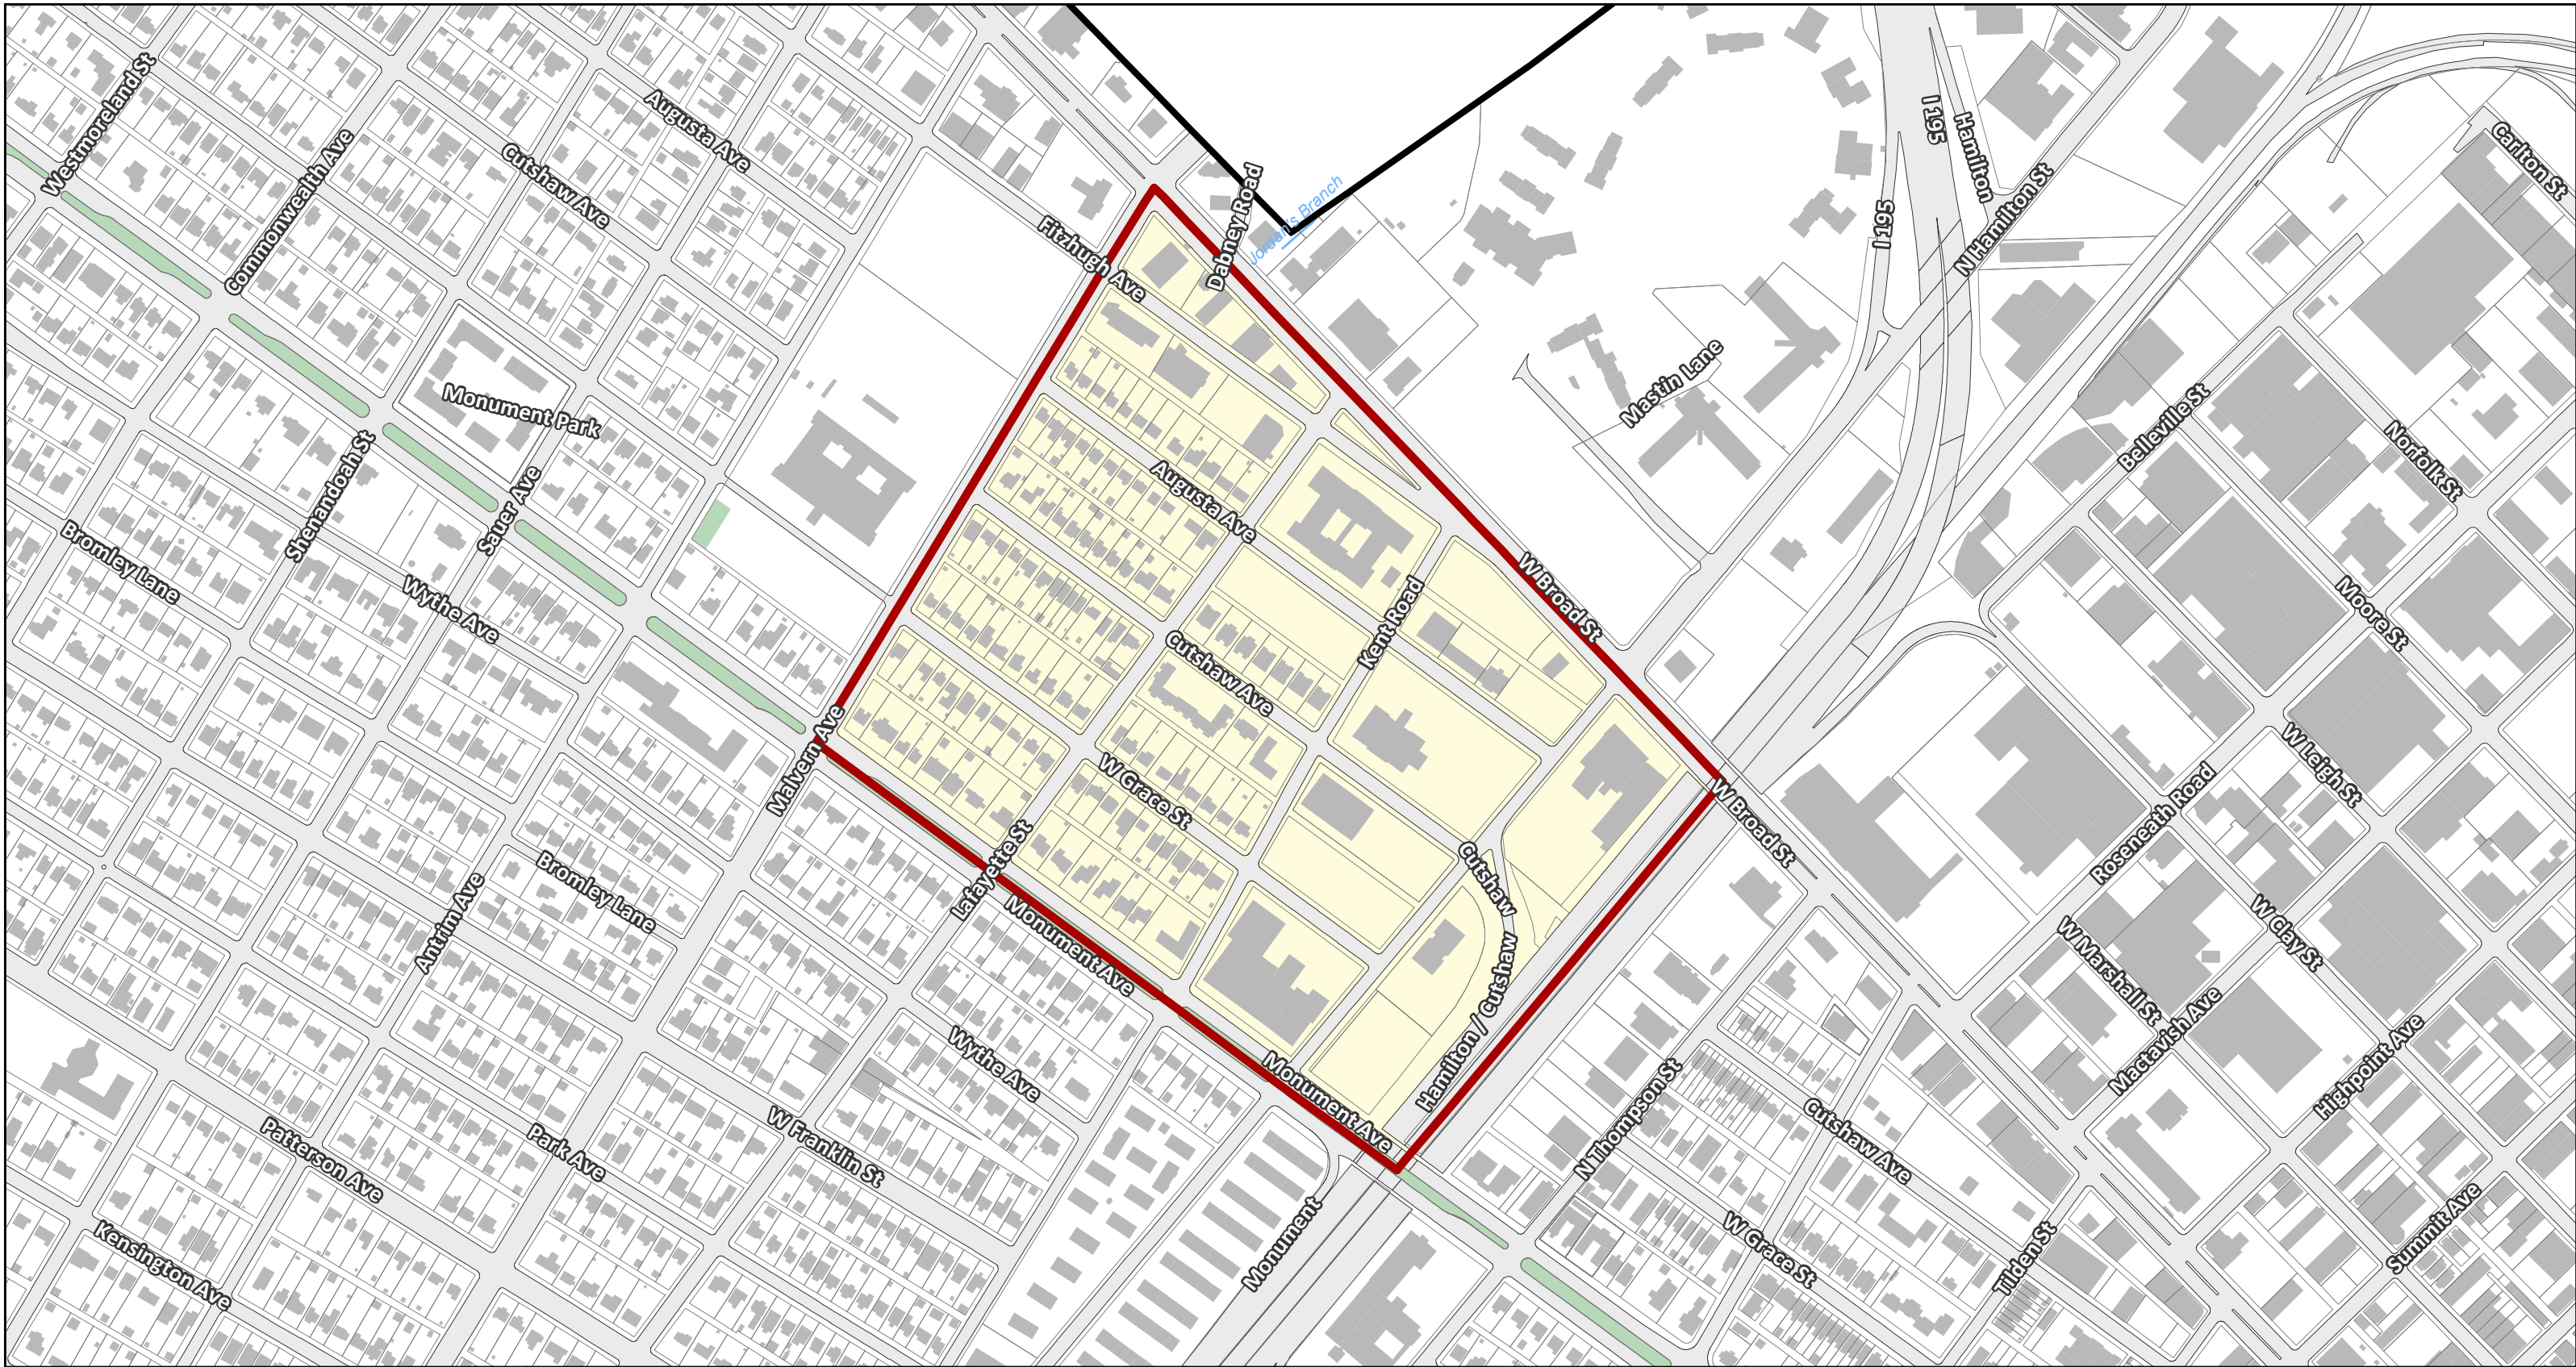 Westmoreland St
Commonwealth Ave
Augusta Ave
Cutshaw Ave
Monument Park
Shenandoah St
Sauer Ave
Bromley Lane
Wythe Ave
Fitzhugh Ave
Dabney Road
Jordan's Branch
I 195
Hamilton
I 195
N Hamilton St
Carlton St
Mastin Lane
Belleville St
Norfolk St
Augusta Ave
W Broad St
Kent Road
Moore St
Cutshaw Ave
Malvern Ave
W Grace St
W Broad St
W Leigh St
Roseneath Road
Lafayette St
Cutshaw
Bromley Lane
Antrim Ave
Monument Ave
W Clay St
W Marshall St
Hamilton / Cutshaw
Mactavish Ave
Highpoint Ave
Wythe Ave
Monument Ave
N Thompson St
Cutshaw Ave
W Franklin St
Patterson Ave
Park Ave
Kensington Ave
Monument
W Grace St
Tilden St
Summit Ave